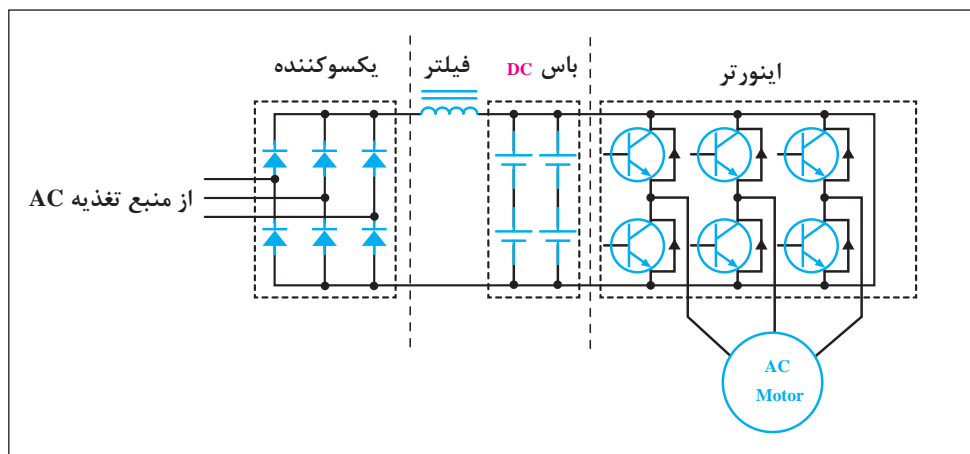 یکسوکننده
فیلتر
باس DC
اینورتر
از منبع تغذیه AC
AC
Motor